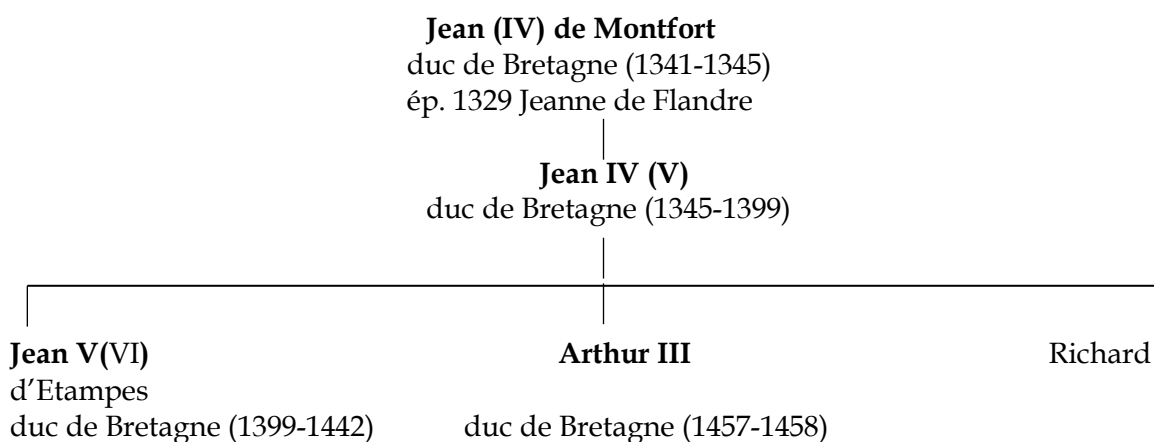 Jean (IV) de Montfort
duc de Bretagne (1341-1345)
ép. 1329 Jeanne de Flandre
Jean IV (V)
duc de Bretagne (1345-1399)
Jean V(VI) Arthur III Richard
d’Etampes
duc de Bretagne (1399-1442) duc de Bretagne (1457-1458)